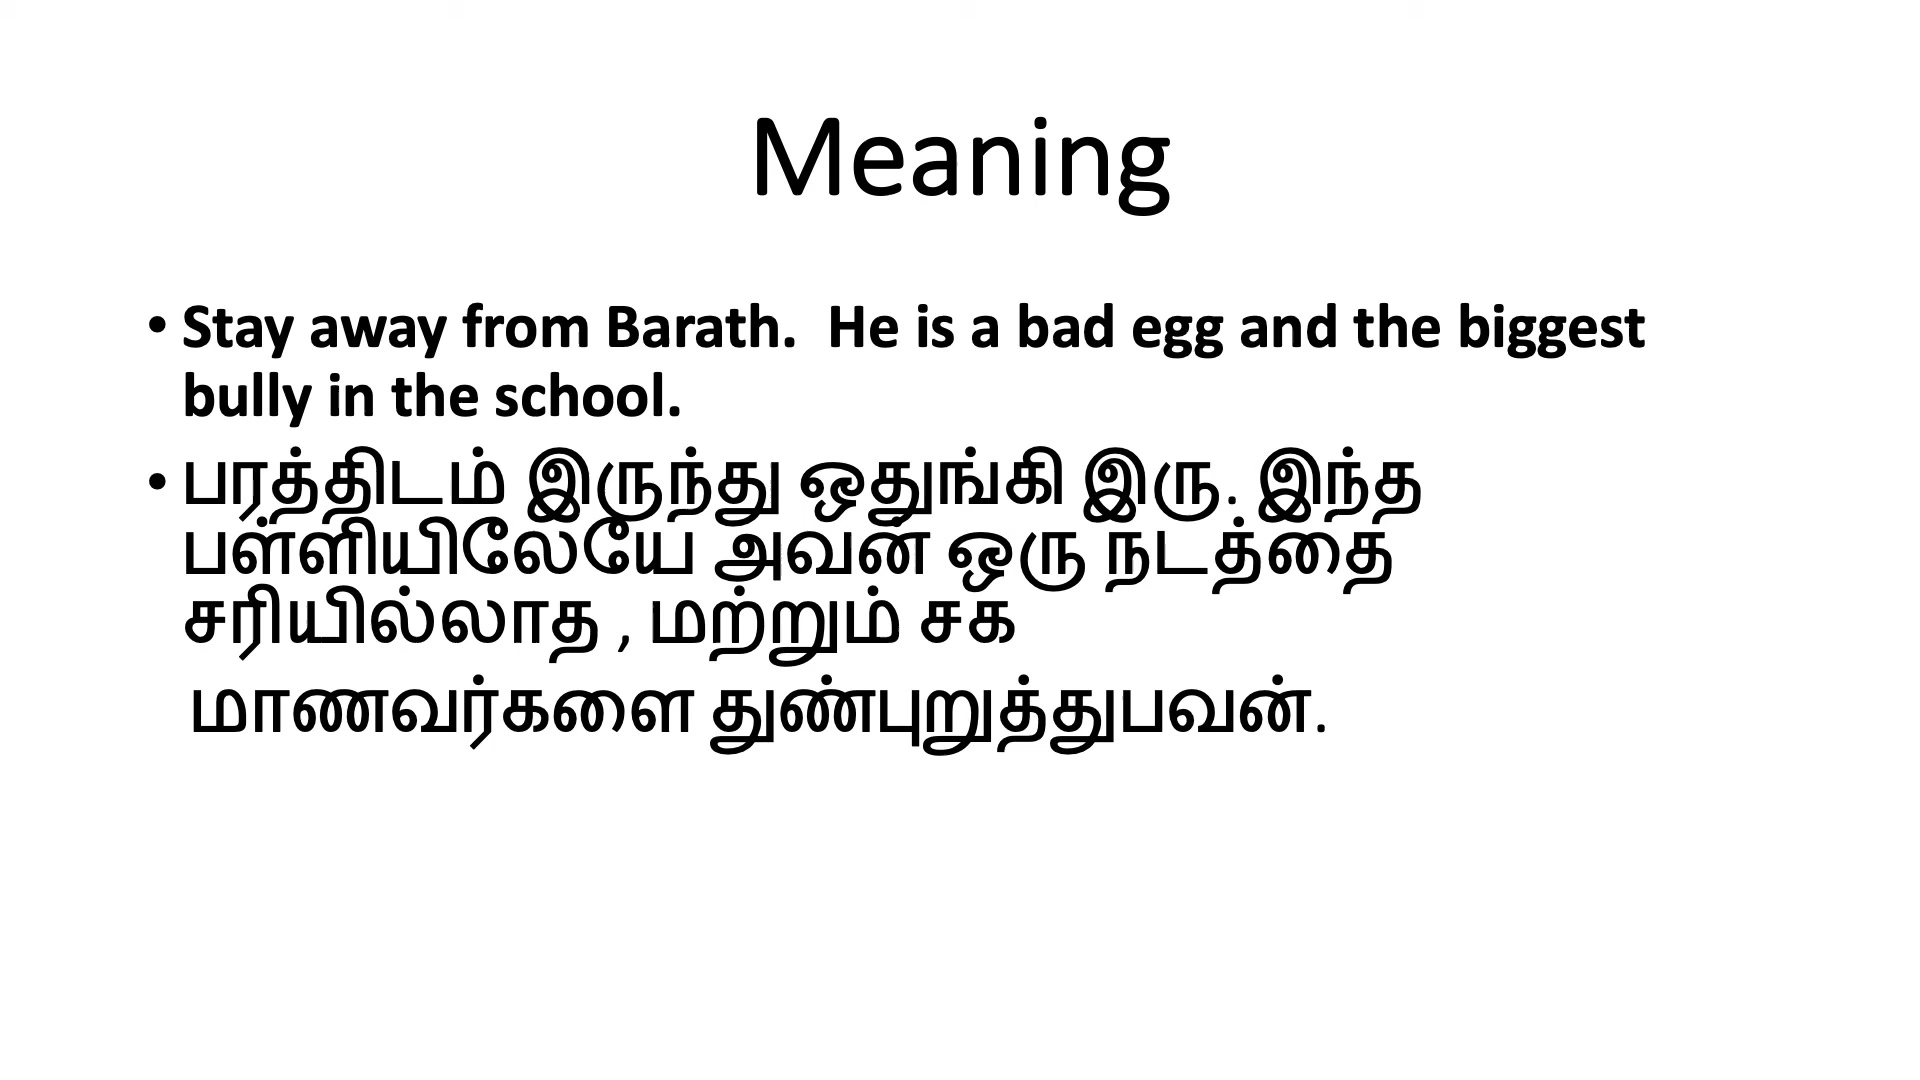 Meaning
• Stay away from Barath.  He is a bad egg and the biggest
bully in the school.
• பரத்திடம் இருந்து ஒதுங்கி இரு. இந்த
பள்ளியிலேயே அவன் ஒரு நடத்தை
சரியில்லாத , மற்றும் சக
மாணவர்களை துண்புறுத்துபவன்.